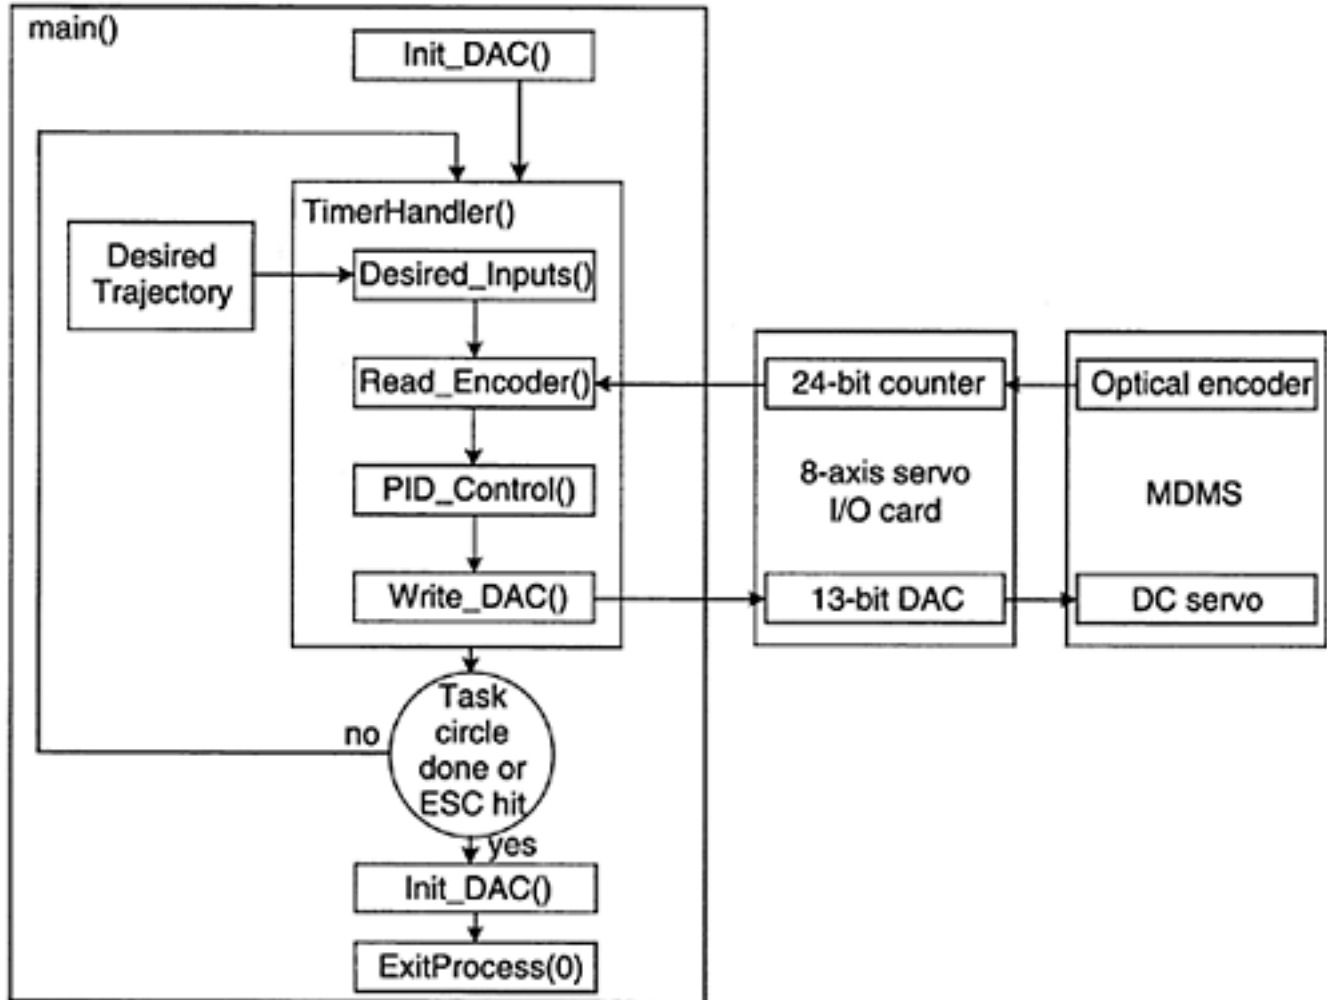 main()
Init_DAC()
TimerHandler()
Desired
Trajectory
Desired_Inputs()
Read_Encoder()
24-bit counter
Optical encoder
PID_Control()
8-axis servo
I/O card
MDMS
Write_DAC()
13-bit DAC
DC servo
Task
circle
done or
ESC hit
no
yes
Init_DAC()
ExitProcess(0)